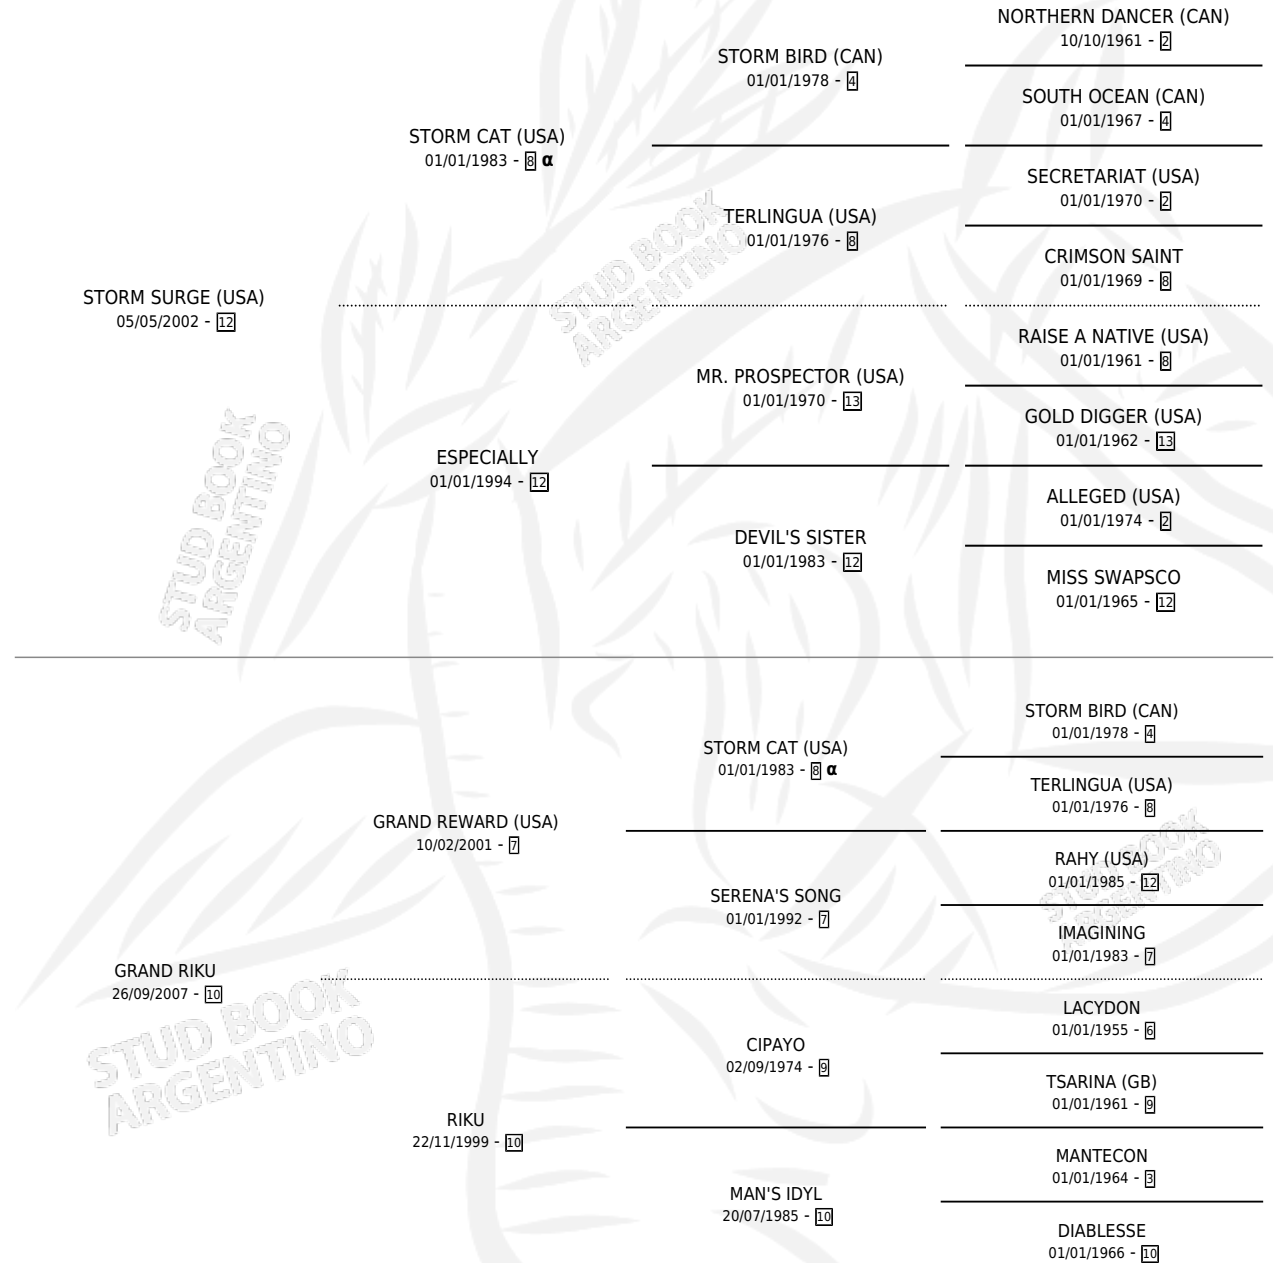 NORTHERN DANCER (CAN)
10/10/1961 - 2
STORM BIRD (CAN)
01/01/1978 - 4
SOUTH OCEAN (CAN)
01/01/1967 - 4
STORM CAT (USA)
01/01/1983 - 8 α
SECRETARIAT (USA)
01/01/1970 - 2
TERLINGUA (USA)
01/01/1976 - 8
CRIMSON SAINT
01/01/1969 - 8
STORM SURGE (USA)
05/05/2002 - 12
RAISE A NATIVE (USA)
01/01/1961 - 8
MR. PROSPECTOR (USA)
01/01/1970 - 13
GOLD DIGGER (USA)
01/01/1962 - 13
ESPECIALLY
01/01/1994 - 12
ALLEGED (USA)
01/01/1974 - 2
DEVIL'S SISTER
01/01/1983 - 12
MISS SWAPSCO
01/01/1965 - 12
STORM BIRD (CAN)
01/01/1978 - 4
STORM CAT (USA)
01/01/1983 - 8 α
TERLINGUA (USA)
01/01/1976 - 8
GRAND REWARD (USA)
10/02/2001 - 7
RAHY (USA)
01/01/1985 - 12
SERENA'S SONG
01/01/1992 - 7
IMAGINING
01/01/1983 - 7
GRAND RIKU
26/09/2007 - 10
LACYDON
01/01/1955 - 6
CIPAYO
02/09/1974 - 9
TSARINA (GB)
01/01/1961 - 9
RIKU
22/11/1999 - 10
MANTECON
01/01/1964 - 3
MAN'S IDYL
20/07/1985 - 10
DIABLESSE
01/01/1966 - 10
STUD BOOK
ARGENTINO
STUD BOOK
ARGENTINO
STUD BOOK
ARGENTINO
STUD BOOK
ARGENTINO